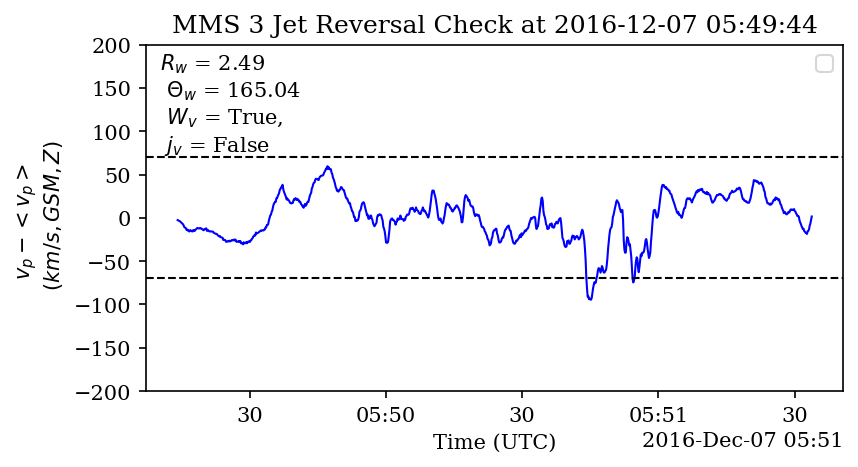 MMS 3 Jet Reversal Check at 2016-12-07 05:49:44
R_w = 2.49
Θ_w = 165.04
W_v = True,
j_v = False
v_p − < v_p >
(km/s, GSM, Z)
200
150
100
50
0
−50
−100
−150
−200
30
05:50
30
05:51
30
Time (UTC)
2016-Dec-07 05:51